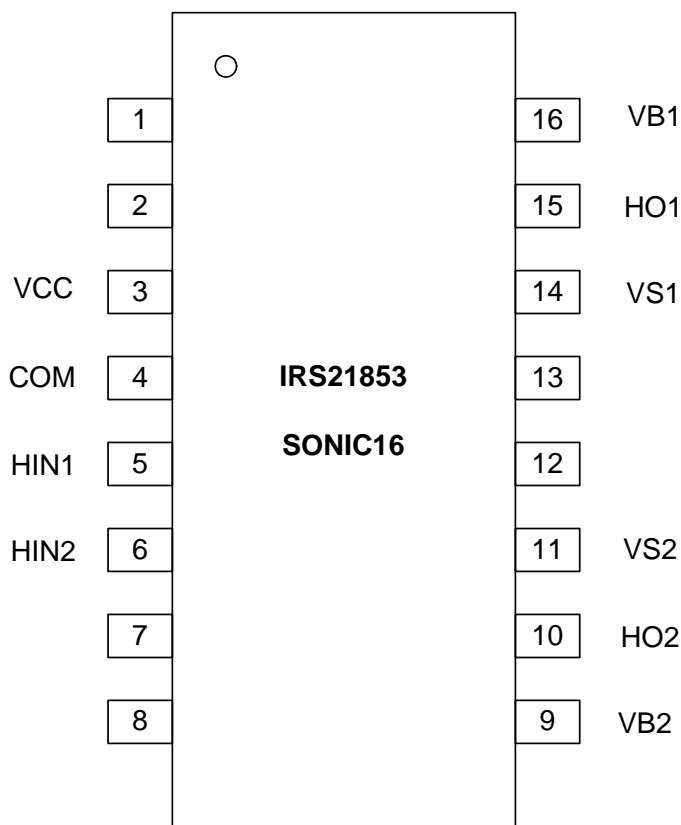 1 16 VB1
2 15 HO1
VCC 3 14 VS1
COM 4 IRS21853 13
SONIC16
HIN1 5 12
HIN2 6 11 VS2
7 10 HO2
8 9 VB2